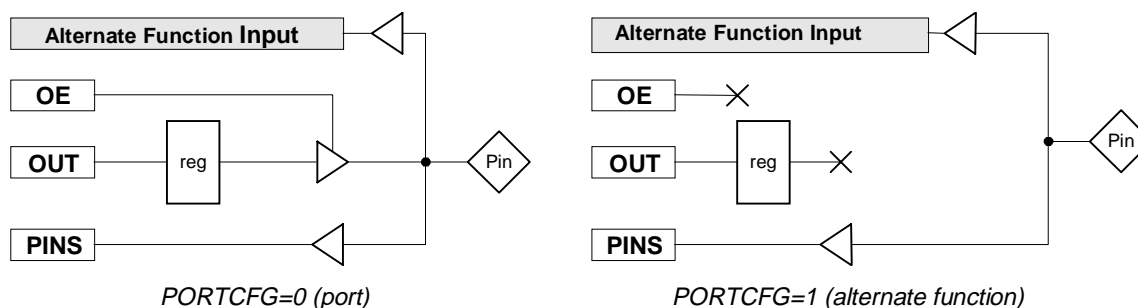 Alternate Function Input
OE
OUT
reg
Pin
PINS
PORTCFG=0 (port)
Alternate Function Input
OE
OUT
reg
Pin
PINS
PORTCFG=1 (alternate function)